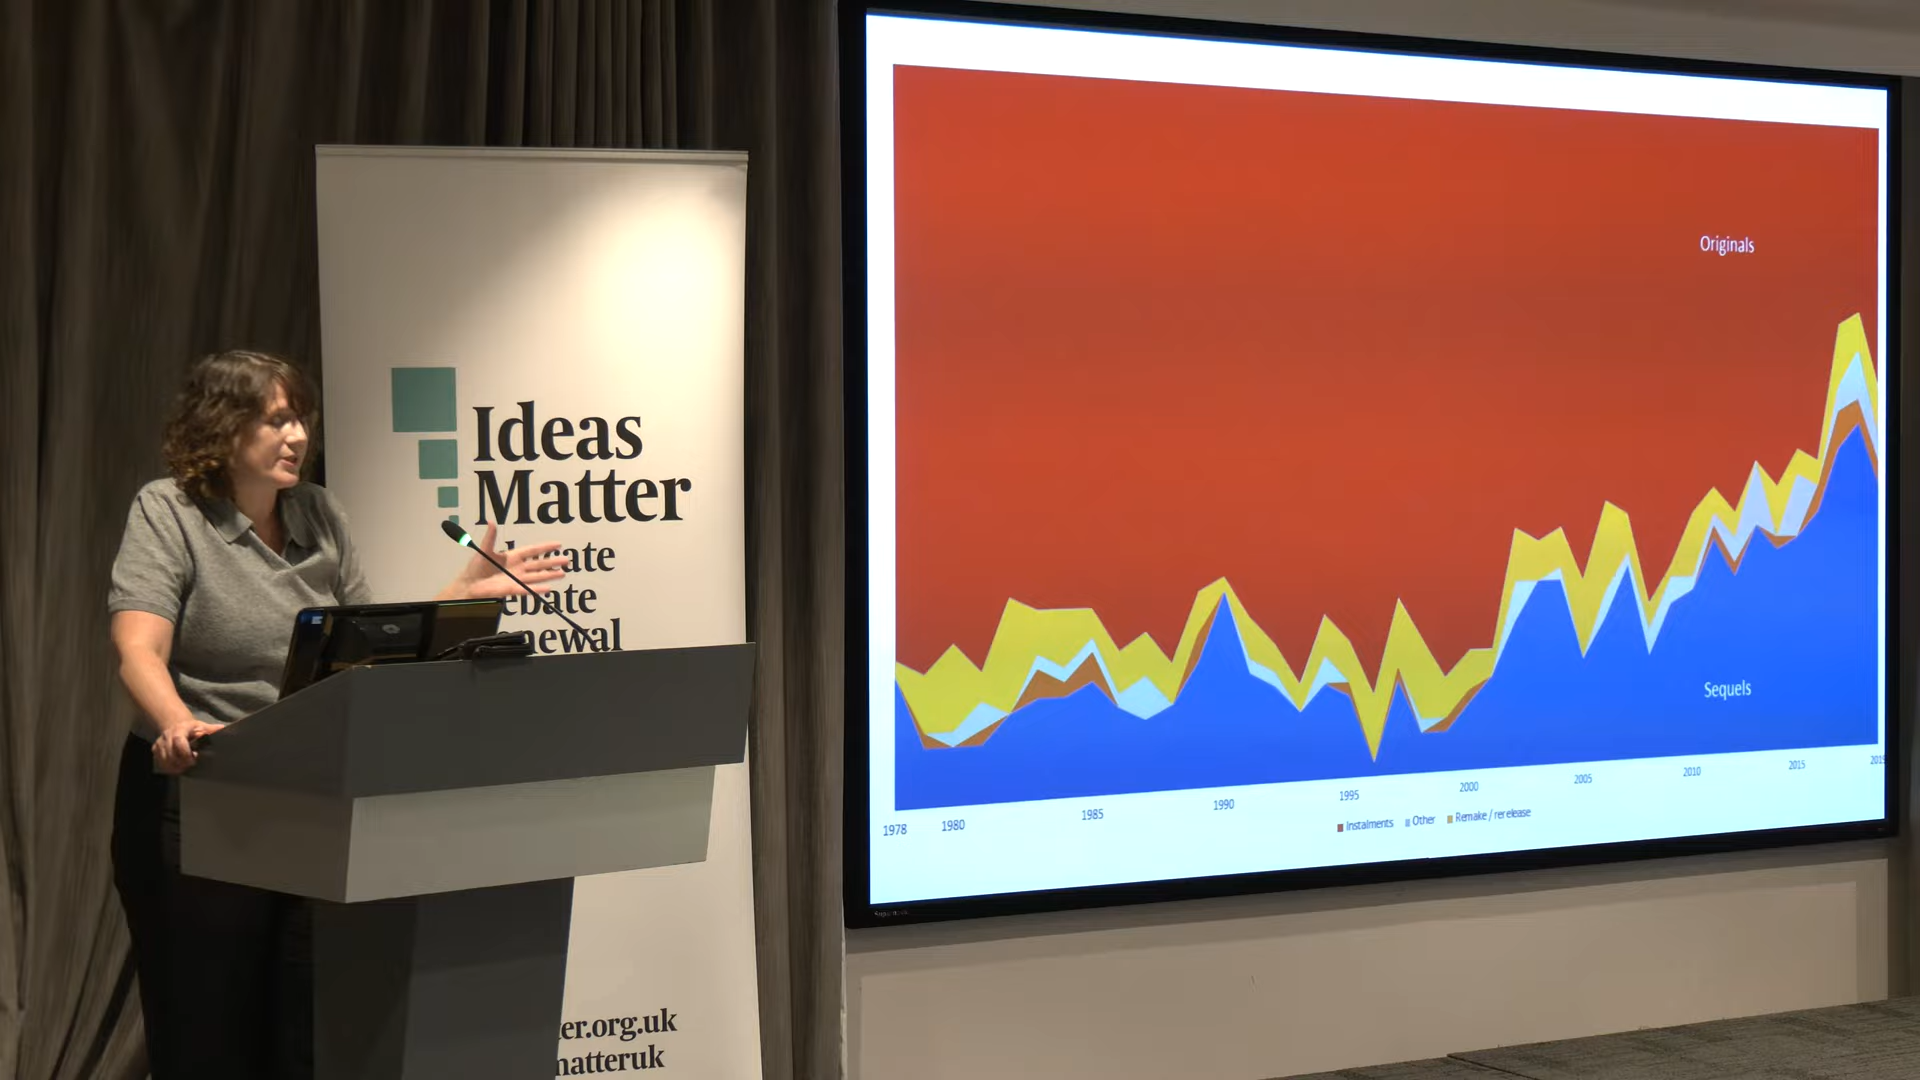 Ideas
Matter
ebate
newal
er.org.uk
matteruk
Originals
Sequels
1978
1980
1985
1990
1995
2000
2005
2010
2015
2019
Instalments
Other
Remake / rerelease